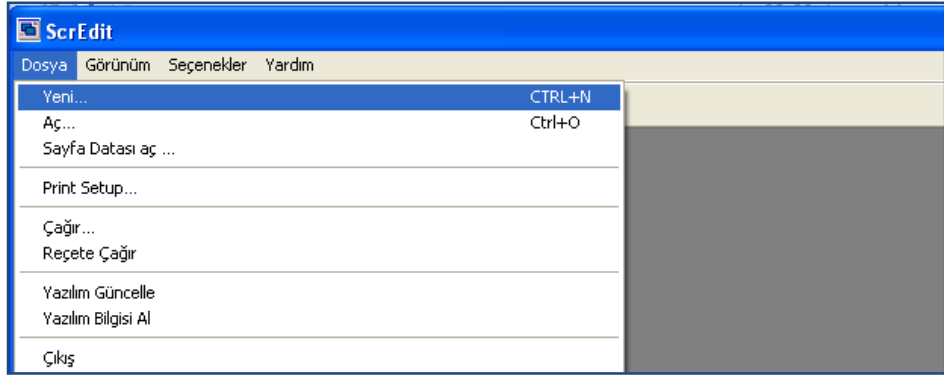 ScrEdit
Dosya Görünüm Seçenekler Yardım
Yeni... CTRL+N
Aç... Ctrl+O
Sayfa Datası aç ...
Print Setup...
Çağır...
Reçete Çağır
Yazılım Güncelle
Yazılım Bilgisi Al
Çıkış